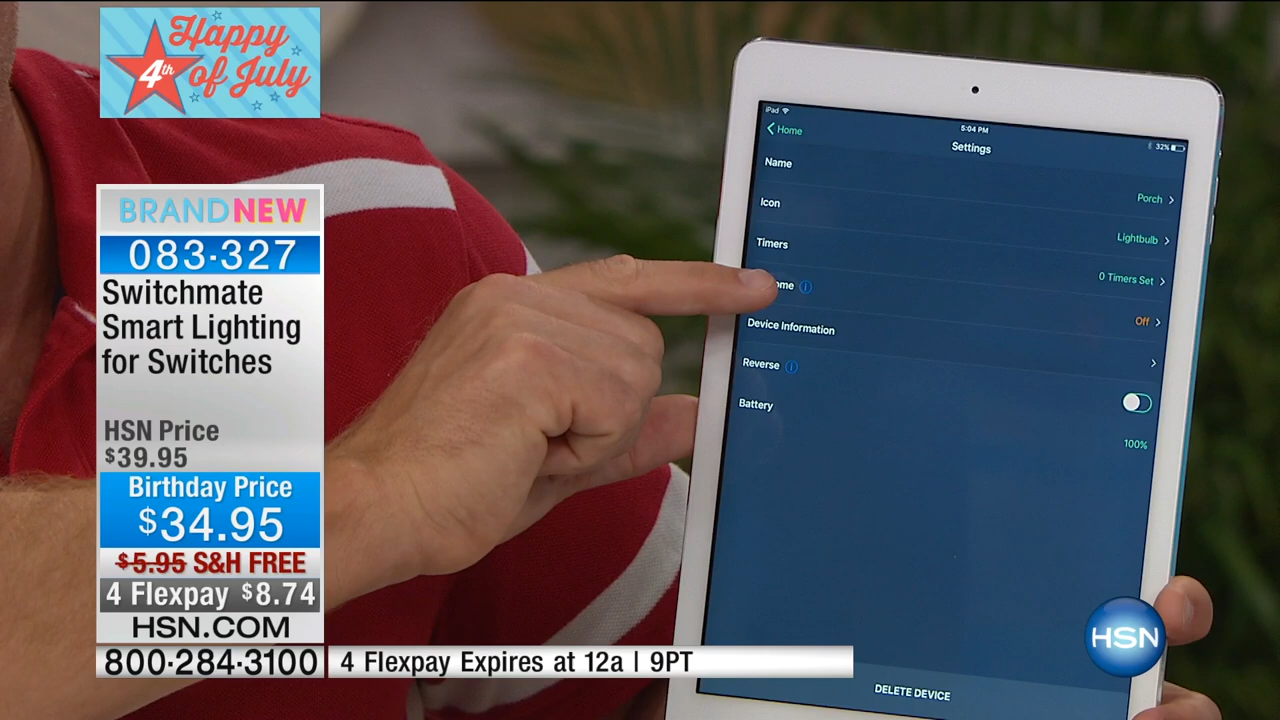 Happy
4th
of July
BRAND NEW
083-327
Switchmate
Smart Lighting
for Switches
HSN Price
$39.95
Birthday Price
$34.95
$5.95 S&H FREE
4 Flexpay $8.74
HSN.COM
800-284-3100
4 Flexpay Expires at 12a | 9PT
iPad
5:04 PM
32%
Home
Settings
Name
Porch
Icon
Lightbulb
Timers
0 Timers Set
Off
Device Information
Reverse
Battery
100%
DELETE DEVICE
HSN